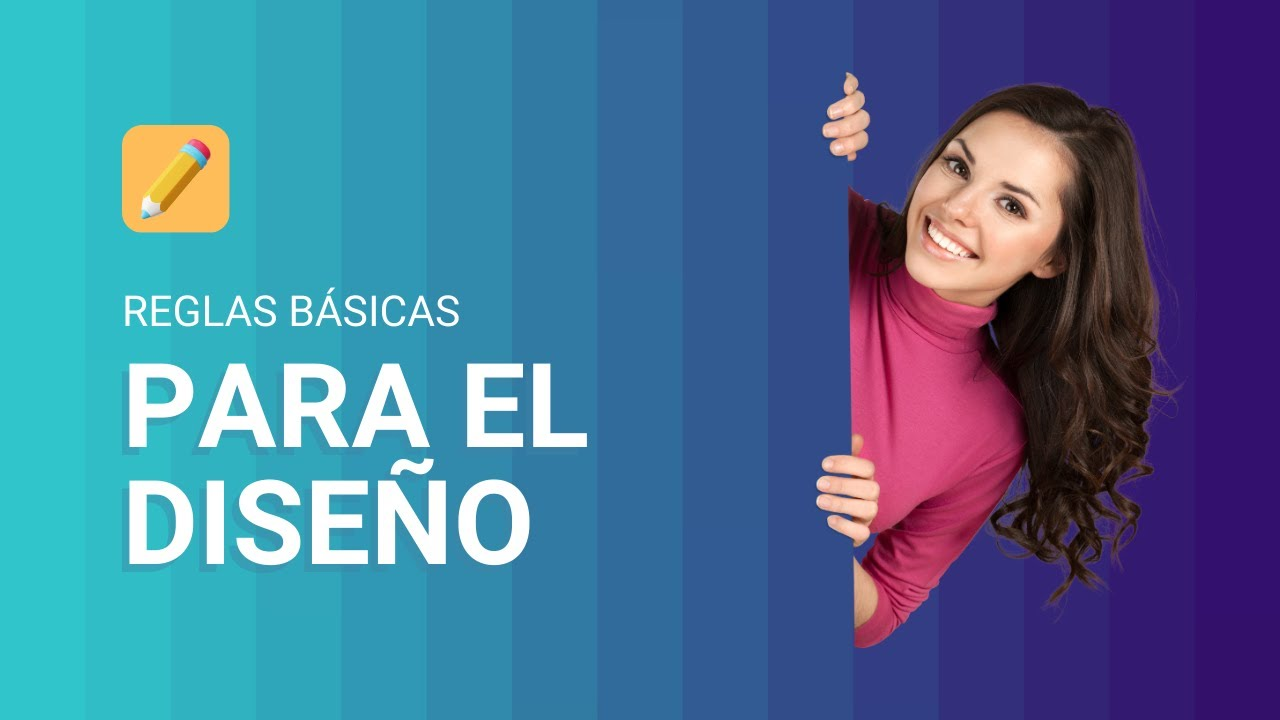 REGLAS BÁSICAS
PARA EL
DISEÑO